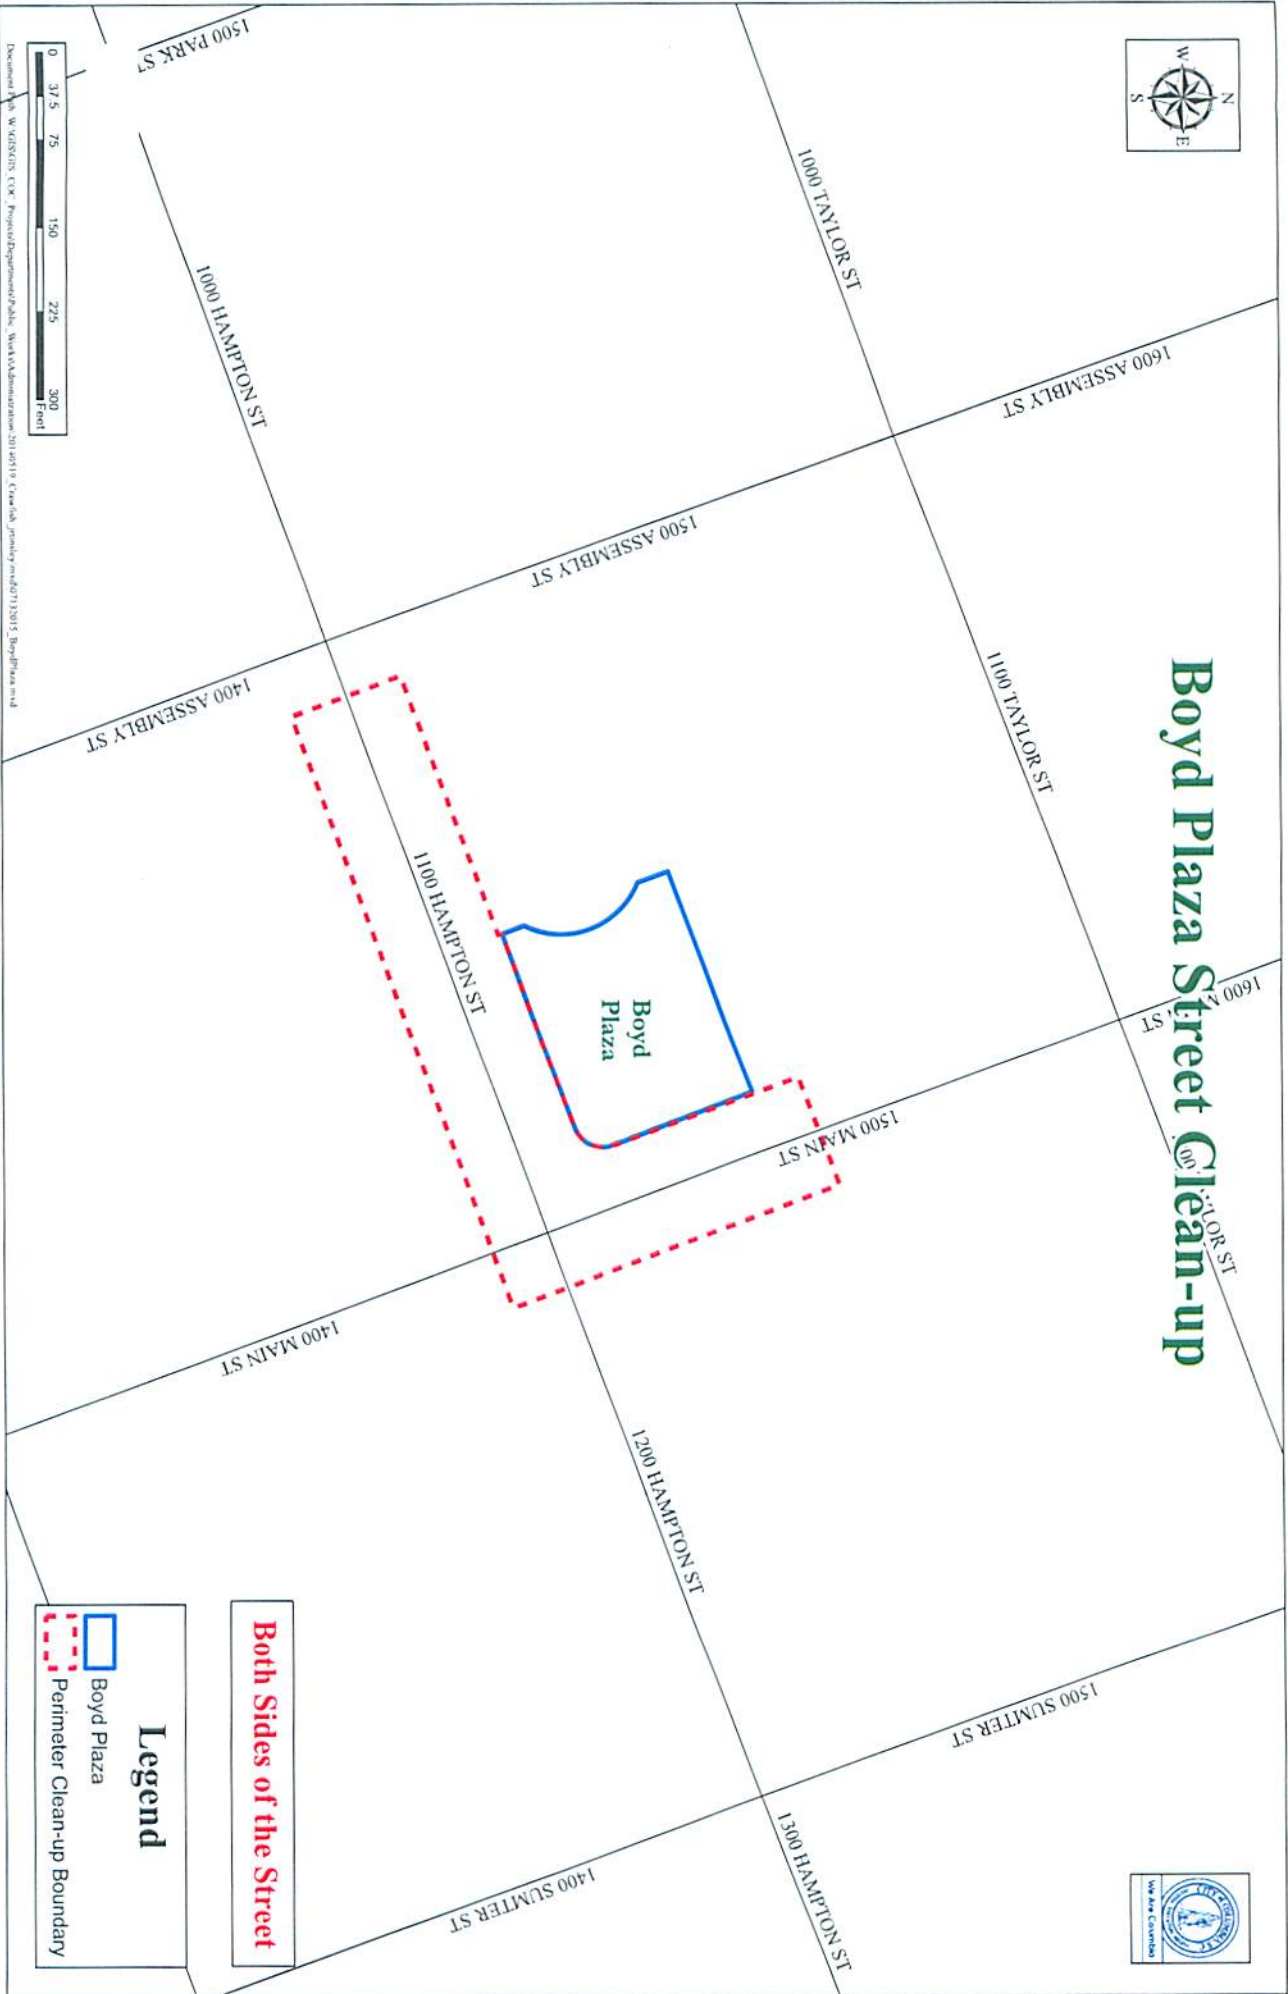 Boyd Plaza Street Clean-up
N
W
E
S
We Are Columbia
1600 ASSEMBLY ST
1000 TAYLOR ST
1100 TAYLOR ST
1500 ASSEMBLY ST
1400 ASSEMBLY ST
1500 PARK ST
1000 HAMPTON ST
1100 HAMPTON ST
1200 HAMPTON ST
1300 HAMPTON ST
1500 MAIN ST
1400 MAIN ST
1500 SUMTER ST
1400 SUMTER ST
Boyd
Plaza
Both Sides of the Street
Legend
Boyd Plaza
Perimeter Clean-up Boundary
0 37.5 75 150 225 300
Feet